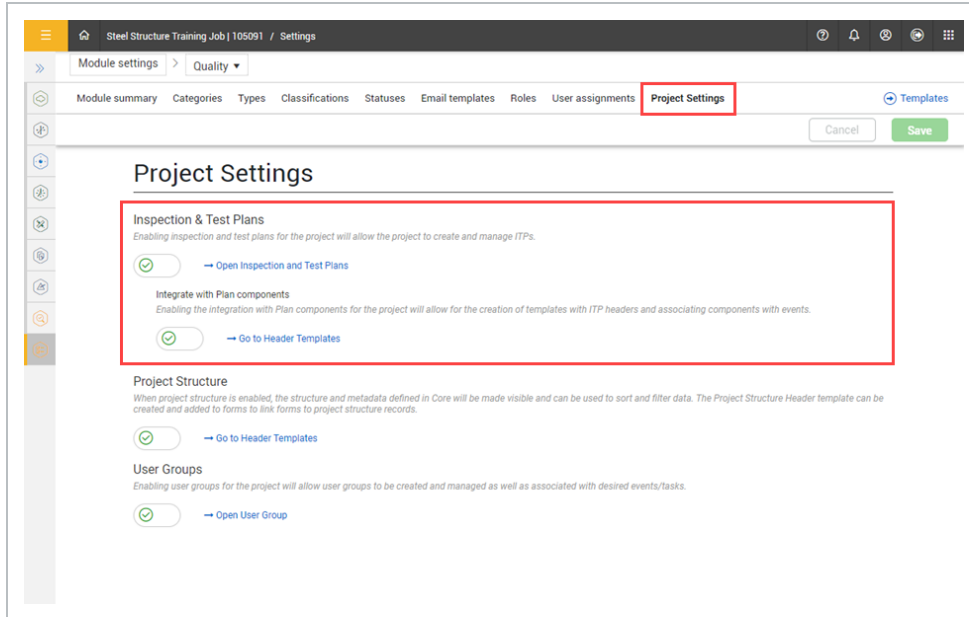 Steel Structure Training Job | 105091 / Settings
Module settings > Quality ▼
Module summary Categories Types Classifications Statuses Email templates Roles User assignments Project Settings Templates
Cancel Save
Project Settings
Inspection & Test Plans
Enabling inspection and test plans for the project will allow the project to create and manage ITPs.
→ Open Inspection and Test Plans
Integrate with Plan components
Enabling the integration with Plan components for the project will allow for the creation of templates with ITP headers and associating components with events.
→ Go to Header Templates
Project Structure
When project structure is enabled, the structure and metadata defined in Core will be made visible and can be used to sort and filter data. The Project Structure Header template can be
created and added to forms to link forms to project structure records.
→ Go to Header Templates
User Groups
Enabling user groups for the project will allow user groups to be created and managed as well as associated with desired events/tasks.
→ Open User Group